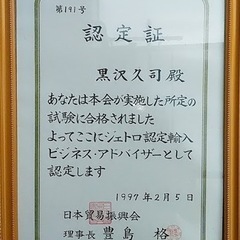 第191号
認定証
黒沢久司殿
あなたは本会が実施した所定の
試験に合格されました
よってここにジェトロ認定輸入
ビジネス・アドバイザーとして
認定します
1997年2月5日
日本貿易振興会
理事長 豊島 格